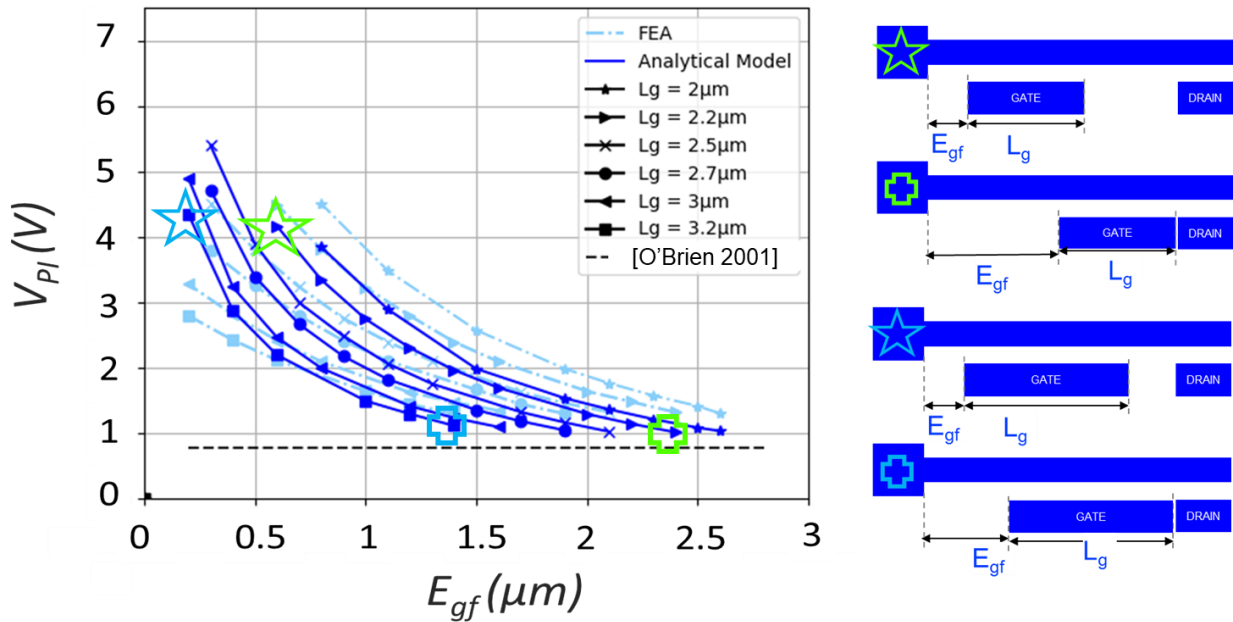 7
6
5
4
3
2
1
0
V_PI (V)
0
0.5
1
1.5
2
2.5
3
E_gf (μm)
FEA
Analytical Model
Lg = 2μm
Lg = 2.2μm
Lg = 2.5μm
Lg = 2.7μm
Lg = 3μm
Lg = 3.2μm
[O'Brien 2001]
GATE
DRAIN
E_gf
L_g
GATE
DRAIN
E_gf
L_g
GATE
DRAIN
E_gf
L_g
GATE
DRAIN
E_gf
L_g